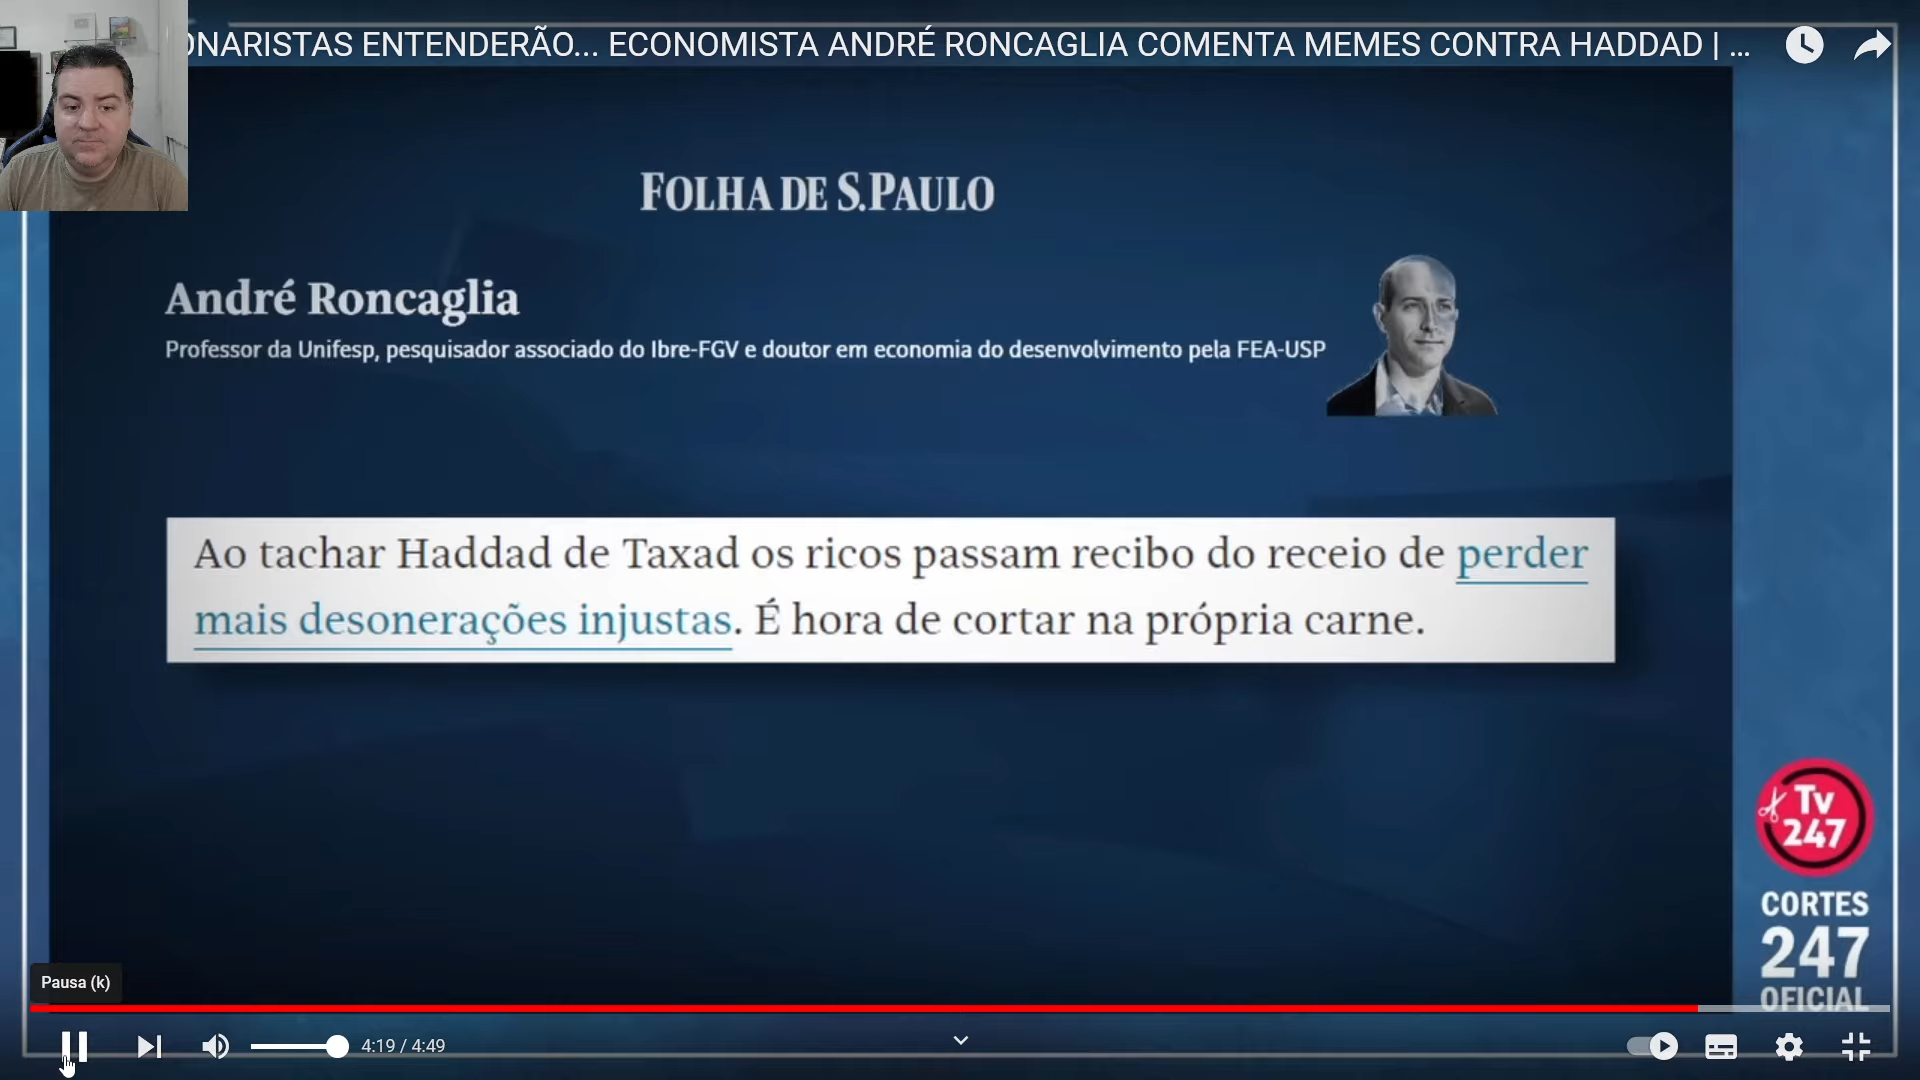 ONARISTAS ENTENDERÃO... ECONOMISTA ANDRÉ RONCAGLIA COMENTA MEMES CONTRA HADDAD | ...
FOLHA DE S.PAULO
André Roncaglia
Professor da Unifesp, pesquisador associado do Ibre-FGV e doutor em economia do desenvolvimento pela FEA-USP
Ao tachar Haddad de Taxad os ricos passam recibo do receio de perder
mais desonerações injustas. É hora de cortar na própria carne.
Tv
247
CORTES
247
OFICIAL
Pausa (k)
4:19 / 4:49